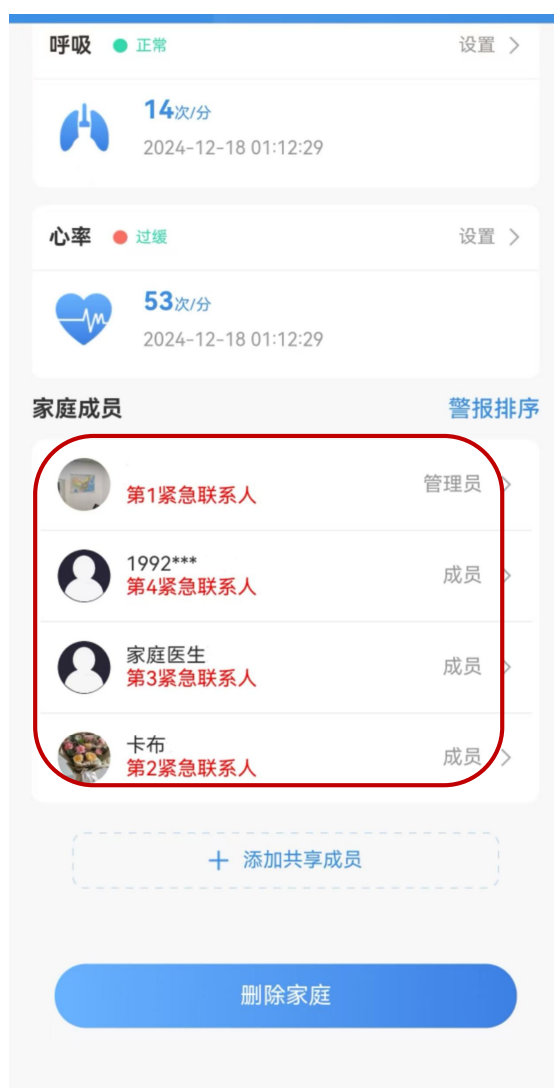 呼吸 正常 设置
14次/分
2024-12-18 01:12:29
心率 过缓 设置
53次/分
2024-12-18 01:12:29
家庭成员 警报排序
第1紧急联系人 管理员
1992***
第4紧急联系人 成员
家庭医生
第3紧急联系人 成员
卡布
第2紧急联系人 成员
+ 添加共享成员
删除家庭